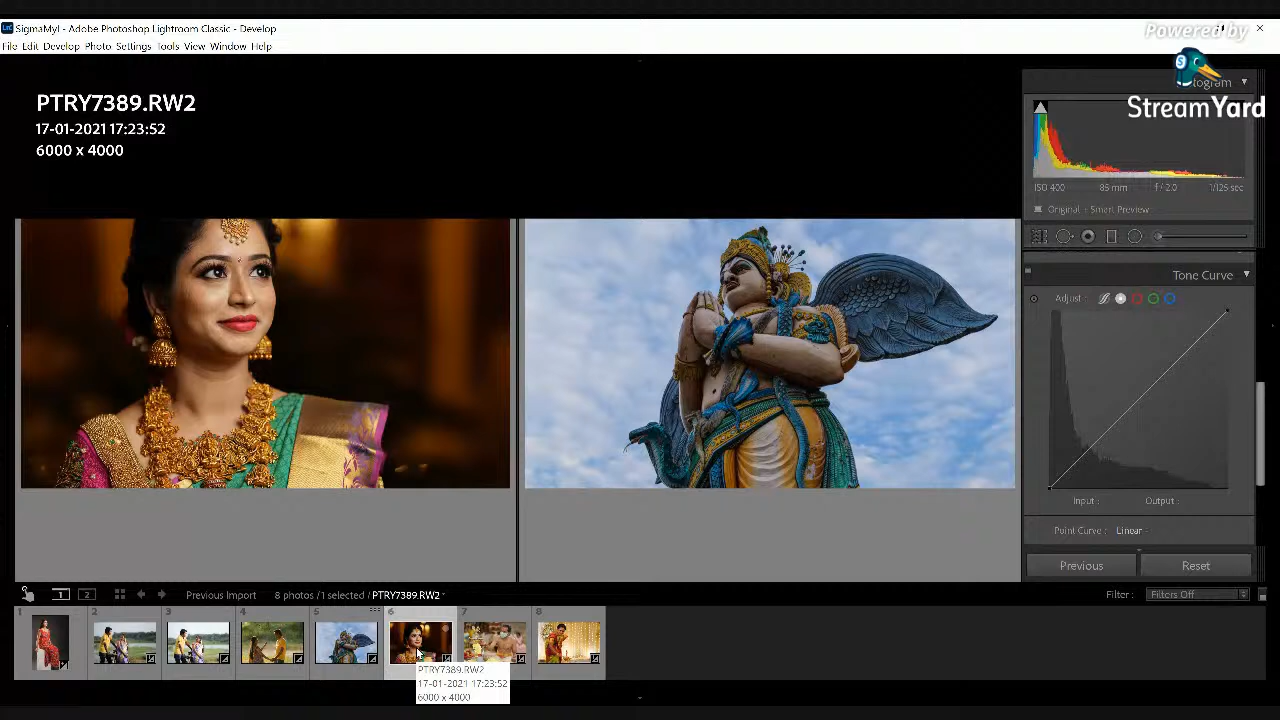 SigmaMyl - Adobe Photoshop Lightroom Classic - Develop
File Edit Develop Photo Settings Tools View Window Help
Powered by
StreamYard
PTRY7389.RW2
17-01-2021 17:23:52
6000 x 4000
ISO 400 85 mm f / 2.0 1/125 sec
Original + Smart Preview
Tone Curve
Adjust :
Input : Output :
Point Curve : Linear
Previous Reset
1 2 Previous Import 8 photos / 1 selected / PTRY7389.RW2 Filter : Filters Off
1 2 3 4 5 6 7 8
PTRY7389.RW2
17-01-2021 17:23:52
6000 x 4000